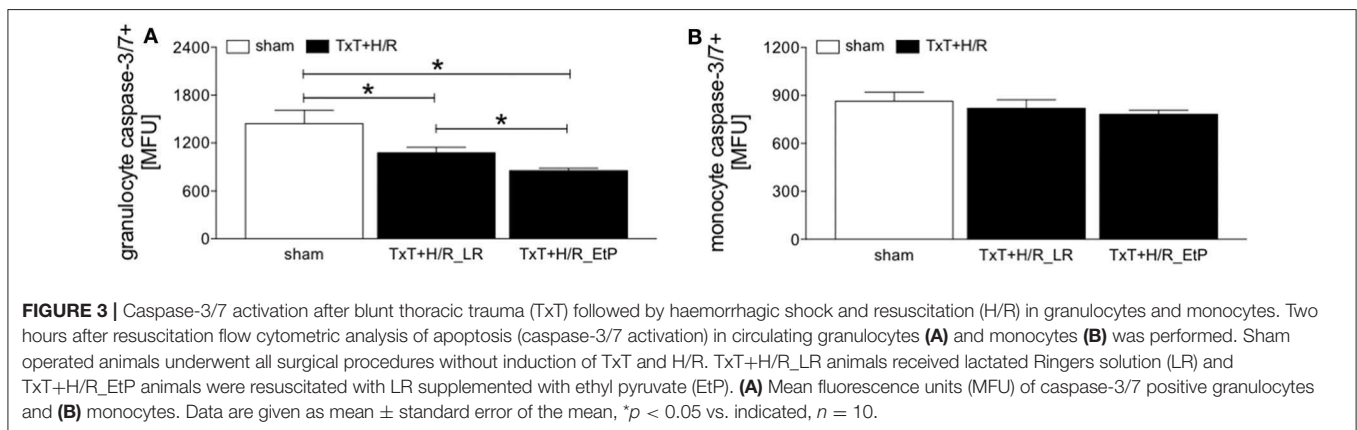 A
sham TxT+H/R
granulocyte caspase-3/7+
[MFU]
2400
1800
1200
600
0
*
*
*
sham TxT+H/R_LR TxT+H/R_EtP
B
sham TxT+H/R
monocyte caspase-3/7+
[MFU]
1200
900
600
300
0
sham TxT+H/R_LR TxT+H/R_EtP
FIGURE 3 | Caspase-3/7 activation after blunt thoracic trauma (TxT) followed by haemorrhagic shock and resuscitation (H/R) in granulocytes and monocytes. Two
hours after resuscitation flow cytometric analysis of apoptosis (caspase-3/7 activation) in circulating granulocytes (A) and monocytes (B) was performed. Sham
operated animals underwent all surgical procedures without induction of TxT and H/R. TxT+H/R_LR animals received lactated Ringers solution (LR) and
TxT+H/R_EtP animals were resuscitated with LR supplemented with ethyl pyruvate (EtP). (A) Mean fluorescence units (MFU) of caspase-3/7 positive granulocytes
and (B) monocytes. Data are given as mean ± standard error of the mean, *p < 0.05 vs. indicated, n = 10.